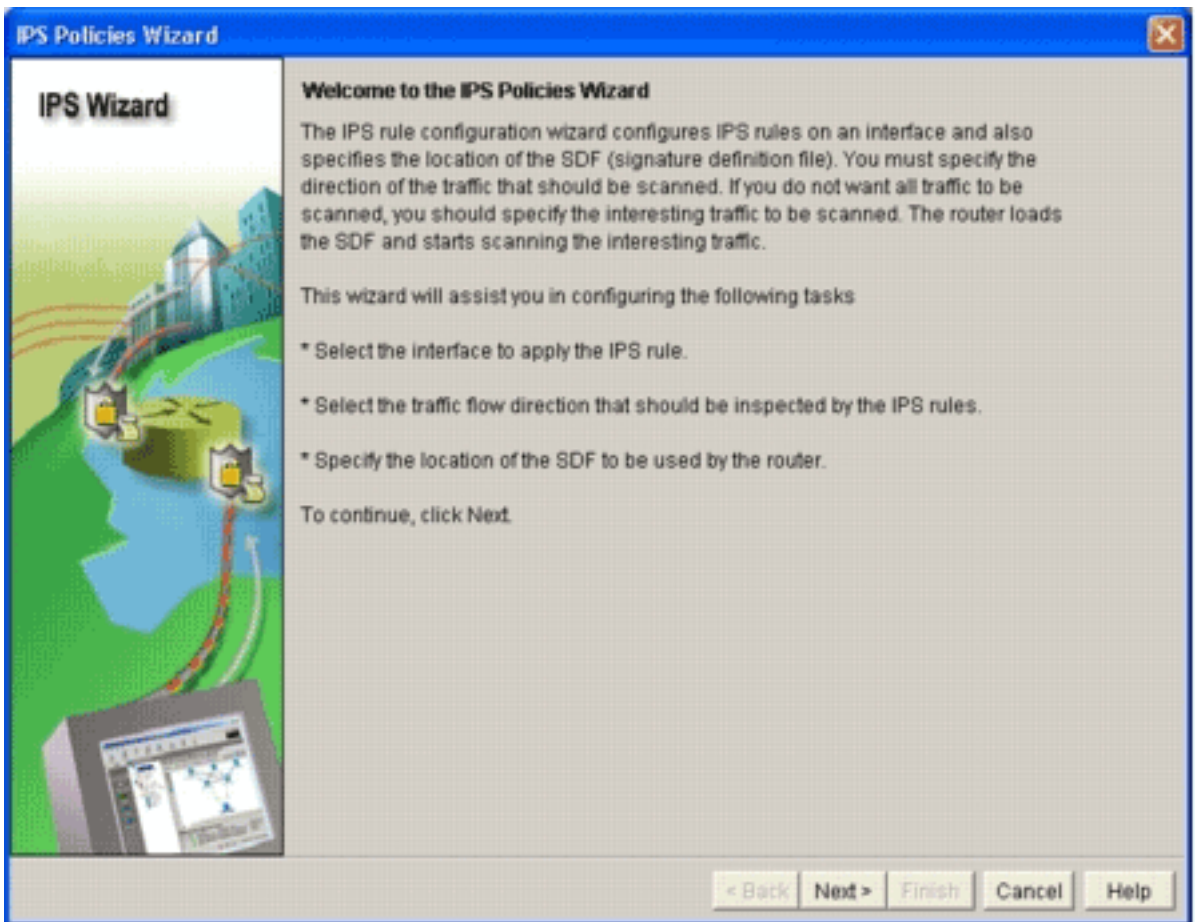 IPS Policies Wizard
IPS Wizard
Welcome to the IPS Policies Wizard
The IPS rule configuration wizard configures IPS rules on an interface and also
specifies the location of the SDF (signature definition file). You must specify the
direction of the traffic that should be scanned. If you do not want all traffic to be
scanned, you should specify the interesting traffic to be scanned. The router loads
the SDF and starts scanning the interesting traffic.
This wizard will assist you in configuring the following tasks
* Select the interface to apply the IPS rule.
* Select the traffic flow direction that should be inspected by the IPS rules.
* Specify the location of the SDF to be used by the router.
To continue, click Next.
< Back
Next >
Finish
Cancel
Help